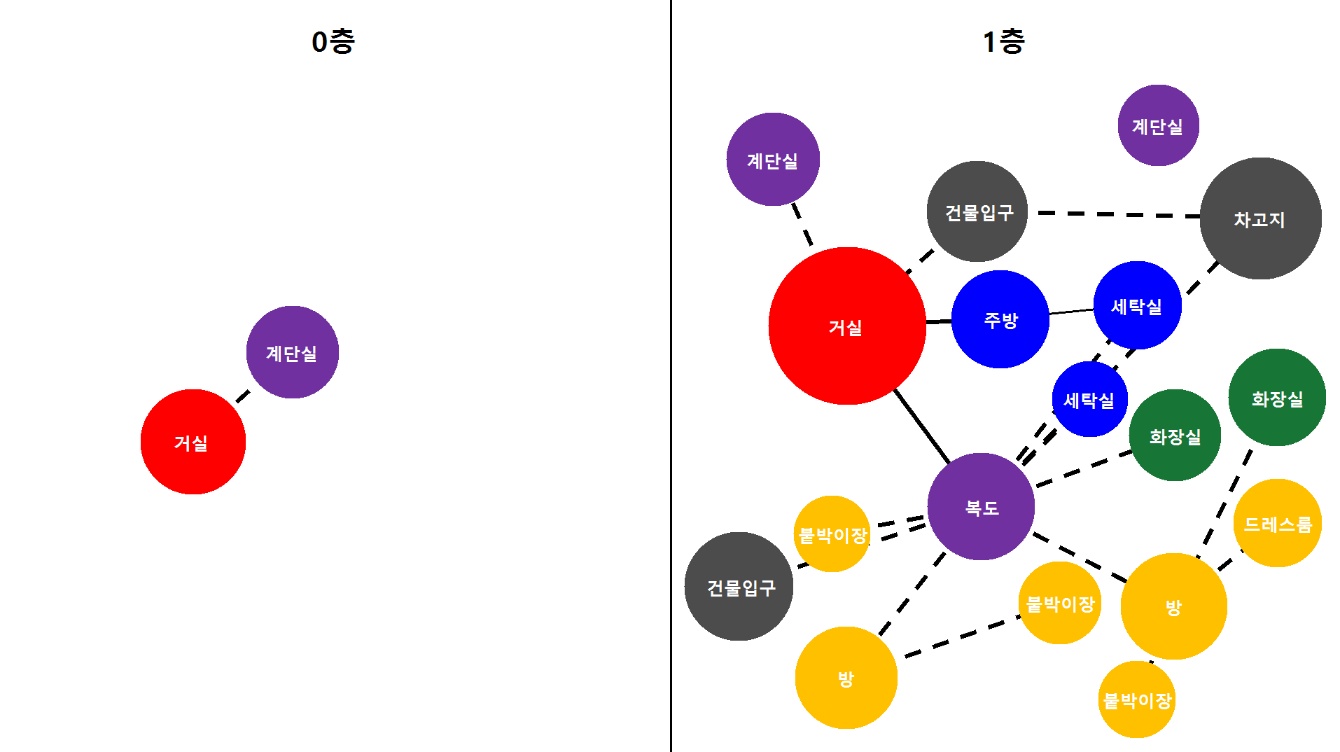 0층
계단실
거실
1층
계단실
계단실
건물입구
차고지
거실
주방
세탁실
세탁실
화장실
화장실
복도
붙박이장
드레스룸
건물입구
붙박이장
방
방
붙박이장